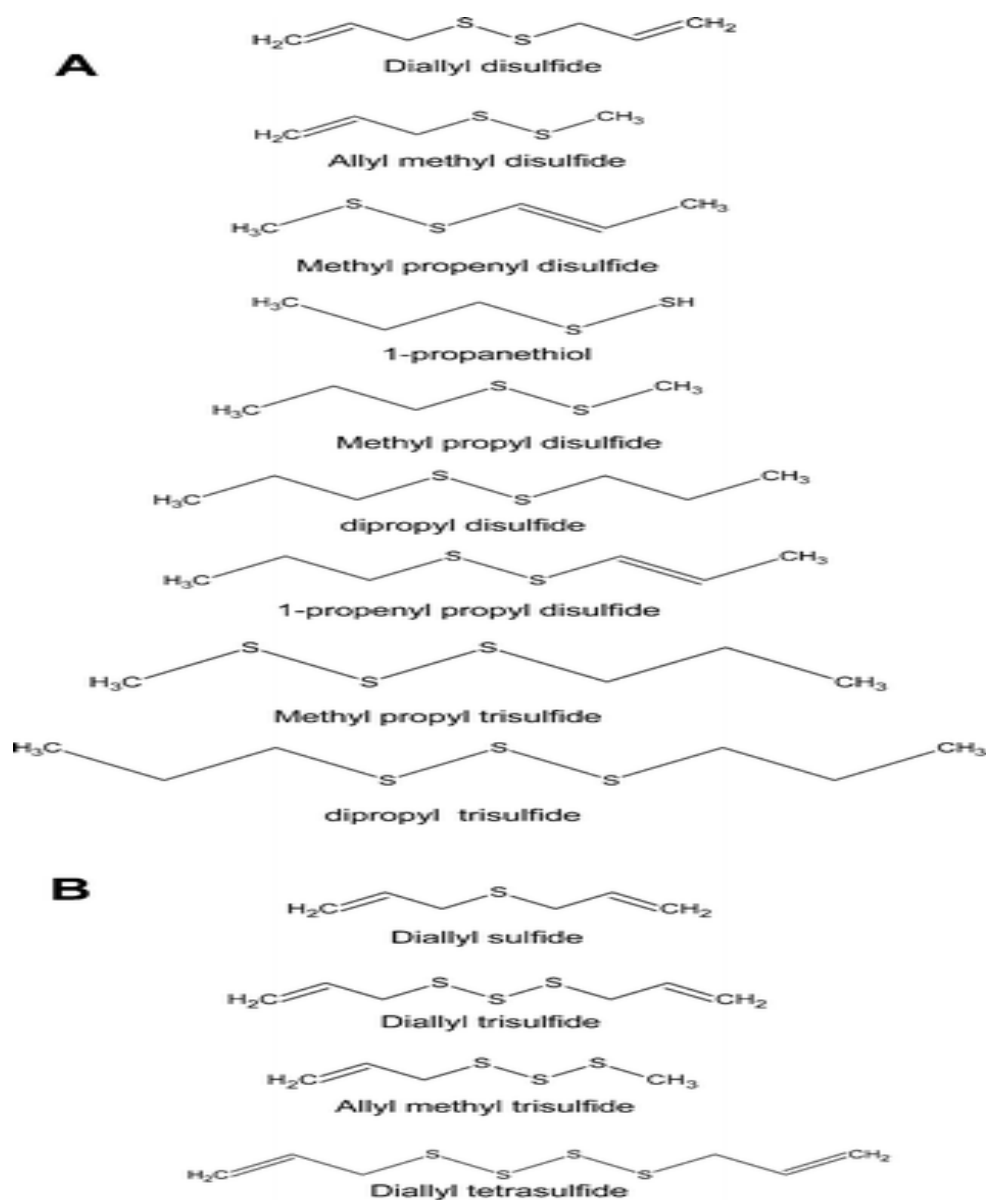 H₂C S S CH₂
A
Diallyl disulfide
H₂C S S CH₃
Allyl methyl disulfide
H₃C S S CH₃
Methyl propenyl disulfide
H₃C S SH
1-propanethiol
H₃C S S CH₃
Methyl propyl disulfide
H₃C S S CH₃
dipropyl disulfide
H₃C S S CH₃
1-propenyl propyl disulfide
H₃C S S S CH₃
Methyl propyl trisulfide
H₃C S S S CH₃
dipropyl trisulfide
B
H₂C S CH₂
Diallyl sulfide
H₂C S S S CH₂
Diallyl trisulfide
H₂C S S S CH₃
Allyl methyl trisulfide
H₂C S S S S CH₂
Diallyl tetrasulfide